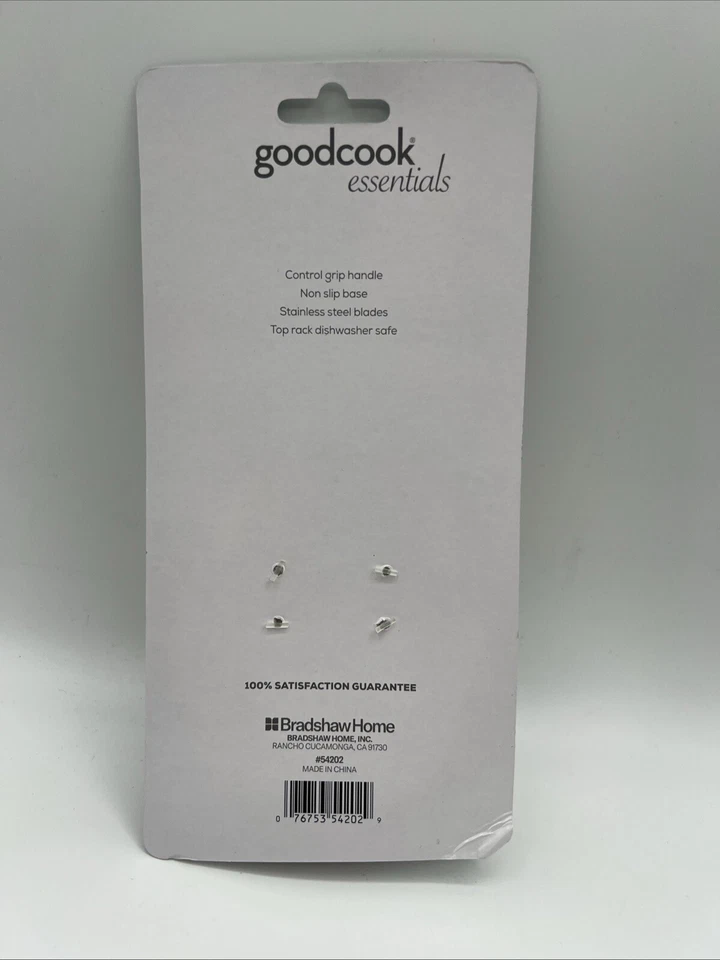 goodcook®
essentials
Control grip handle
Non slip base
Stainless steel blades
Top rack dishwasher safe
100% SATISFACTION GUARANTEE
Bradshaw Home
BRADSHAW HOME, INC.
RANCHO CUCAMONGA, CA 91730
#54202
MADE IN CHINA
0 76753 54202 9